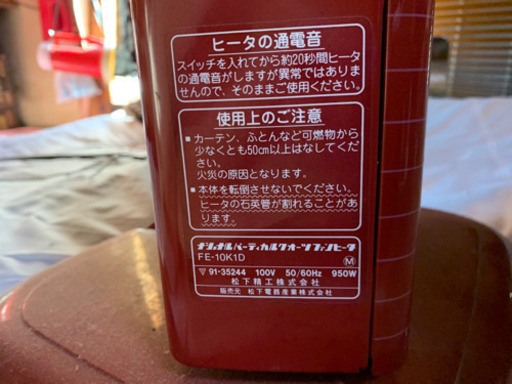 ヒータの通電音
スイッチを入れてから約20秒間ヒータ
の通電音がしますが異常ではありま
せんので、そのままご使用ください。
使用上のご注意
■カーテン、ふとんなど可燃物から
少なくとも50cm以上はなしてくだ
さい。
火災の原因となります。
■本体を転倒させないでください。
ヒータの石英管が割れることがあ
ります。
ナショナルバーティカルクオーツファンヒータ
FE-10K1D
M
▽91-35244 100V 50/60Hz 950W
松下精工株式会社
販売元 松下電器産業株式会社